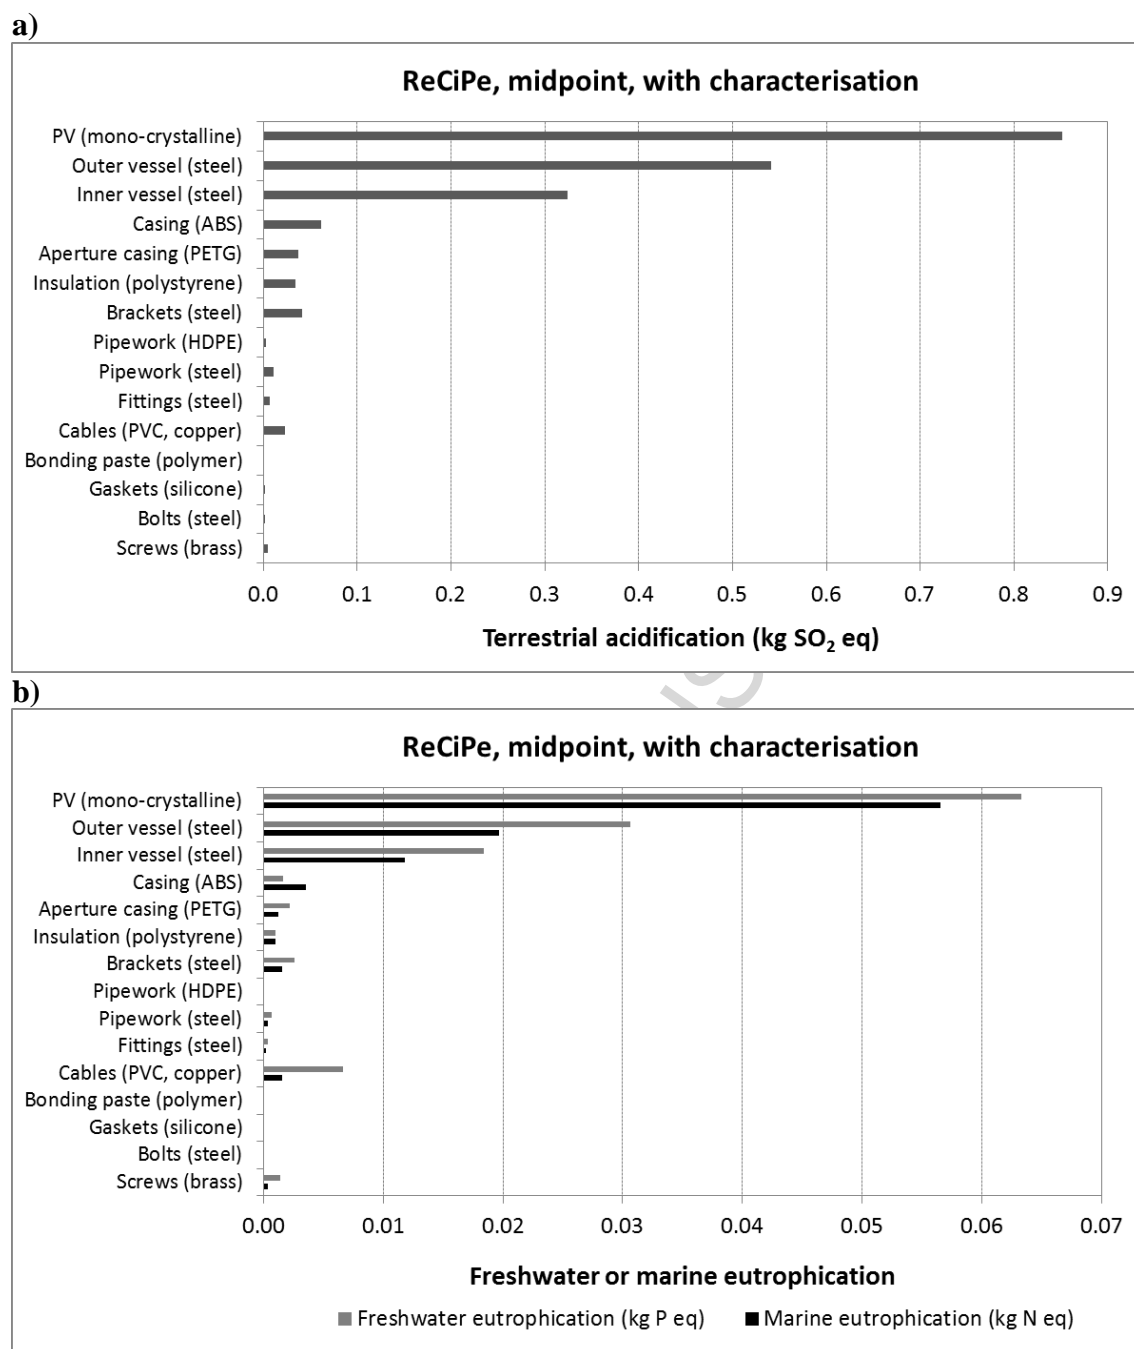 a)
ReCiPe, midpoint, with characterisation
PV (mono-crystalline)
Outer vessel (steel)
Inner vessel (steel)
Casing (ABS)
Aperture casing (PETG)
Insulation (polystyrene)
Brackets (steel)
Pipework (HDPE)
Pipework (steel)
Fittings (steel)
Cables (PVC, copper)
Bonding paste (polymer)
Gaskets (silicone)
Bolts (steel)
Screws (brass)
0.0 0.1 0.2 0.3 0.4 0.5 0.6 0.7 0.8 0.9
Terrestrial acidification (kg SO₂ eq)
b)
ReCiPe, midpoint, with characterisation
PV (mono-crystalline)
Outer vessel (steel)
Inner vessel (steel)
Casing (ABS)
Aperture casing (PETG)
Insulation (polystyrene)
Brackets (steel)
Pipework (HDPE)
Pipework (steel)
Fittings (steel)
Cables (PVC, copper)
Bonding paste (polymer)
Gaskets (silicone)
Bolts (steel)
Screws (brass)
0.00 0.01 0.02 0.03 0.04 0.05 0.06 0.07
Freshwater or marine eutrophication
Freshwater eutrophication (kg P eq) Marine eutrophication (kg N eq)